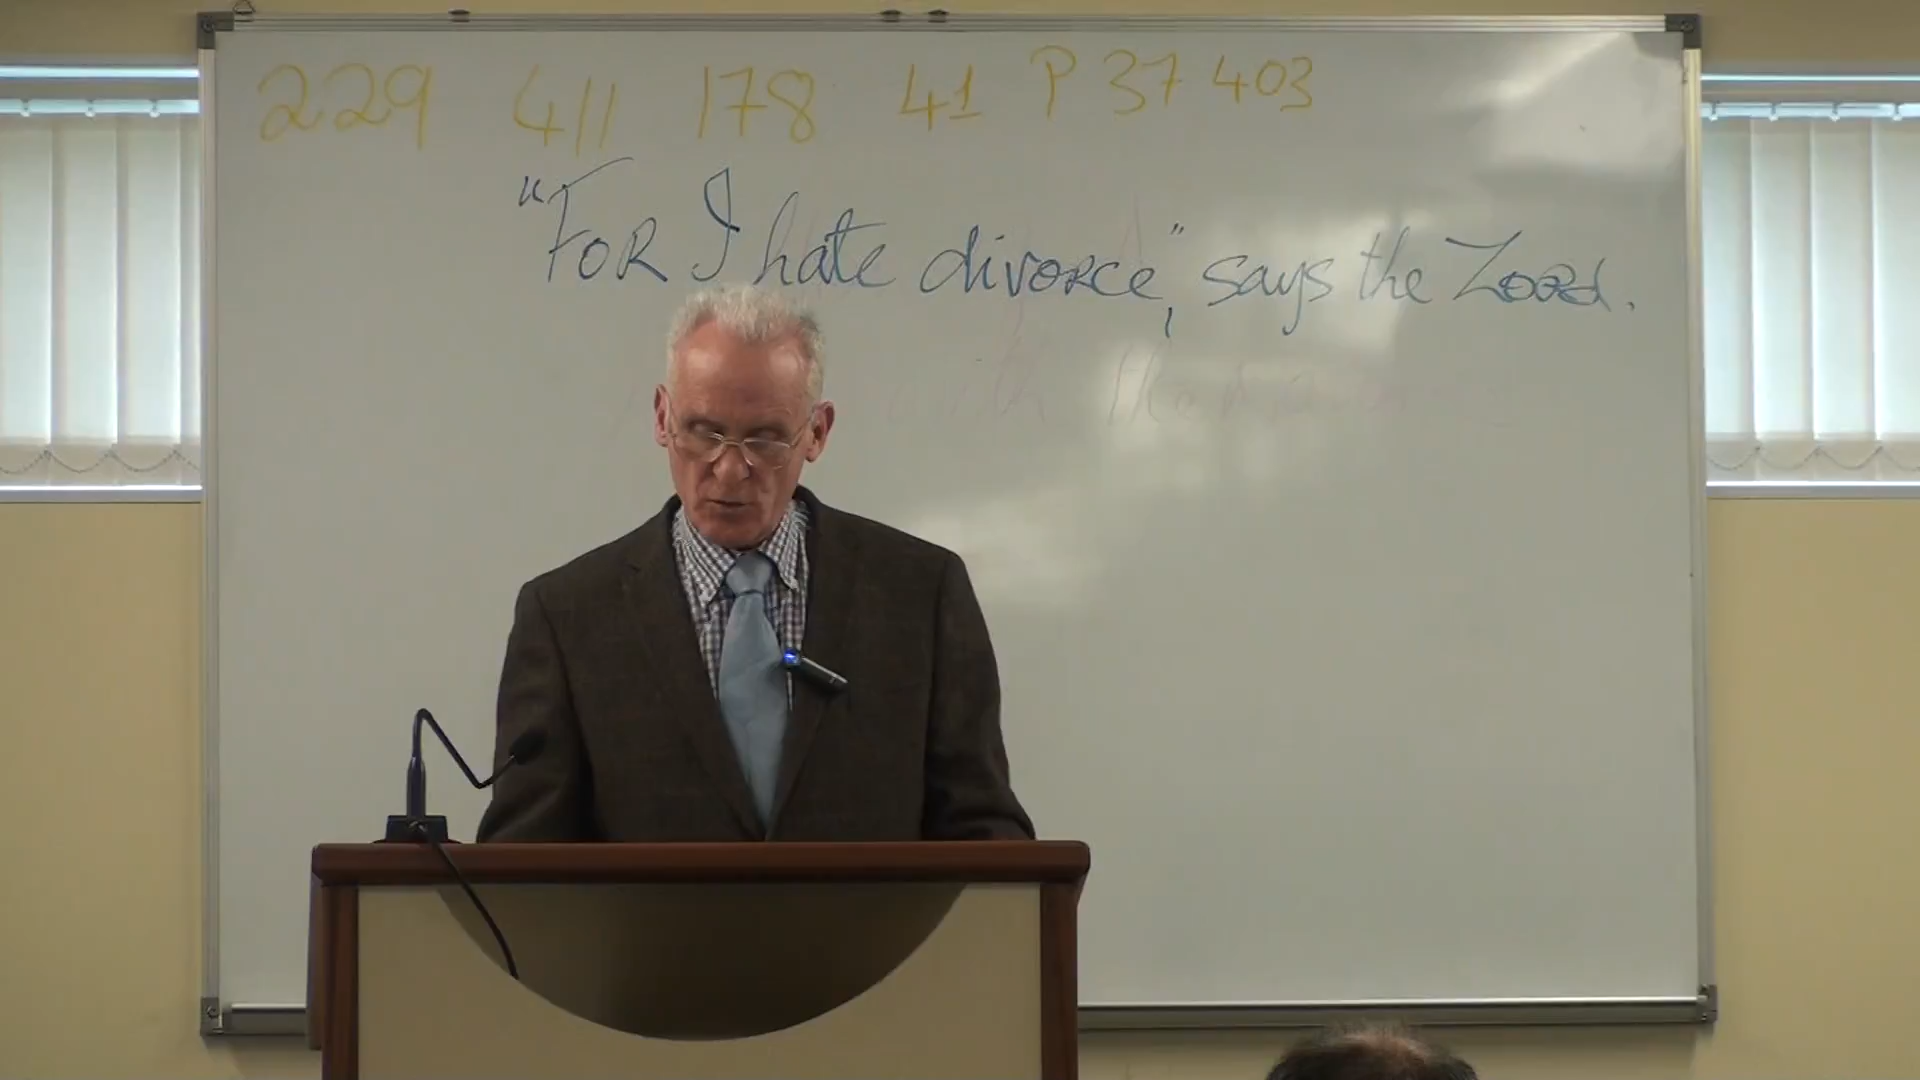 229 411 178 41 P 37 403
"FOR I hate divorce," says the Lord.